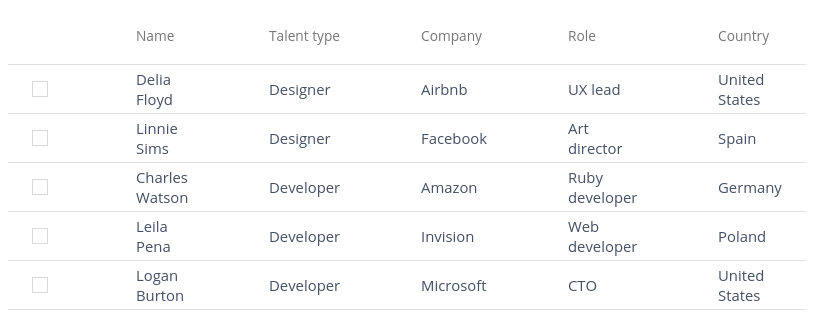 Name Talent type Company Role Country
Delia Floyd Designer Airbnb UX lead United States
Linnie Sims Designer Facebook Art director Spain
Charles Watson Developer Amazon Ruby developer Germany
Leila Pena Developer Invision Web developer Poland
Logan Burton Developer Microsoft CTO United States